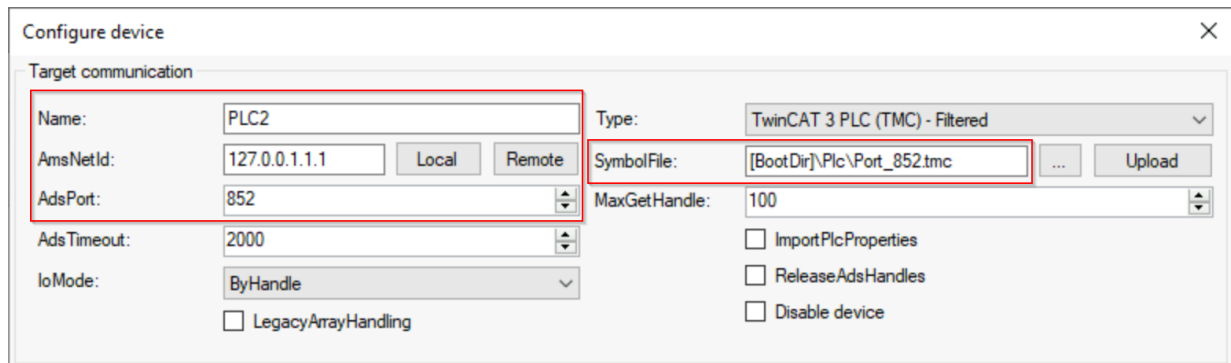 Configure device
Target communication
Name: PLC2
AmsNetId: 127.0.0.1.1.1 Local Remote
AdsPort: 852
AdsTimeout: 2000
IoMode: ByHandle
LegacyArrayHandling
Type: TwinCAT 3 PLC (TMC) - Filtered
SymbolFile: [BootDir]\Plc\Port_852.tmc ... Upload
MaxGetHandle: 100
ImportPlcProperties
ReleaseAdsHandles
Disable device